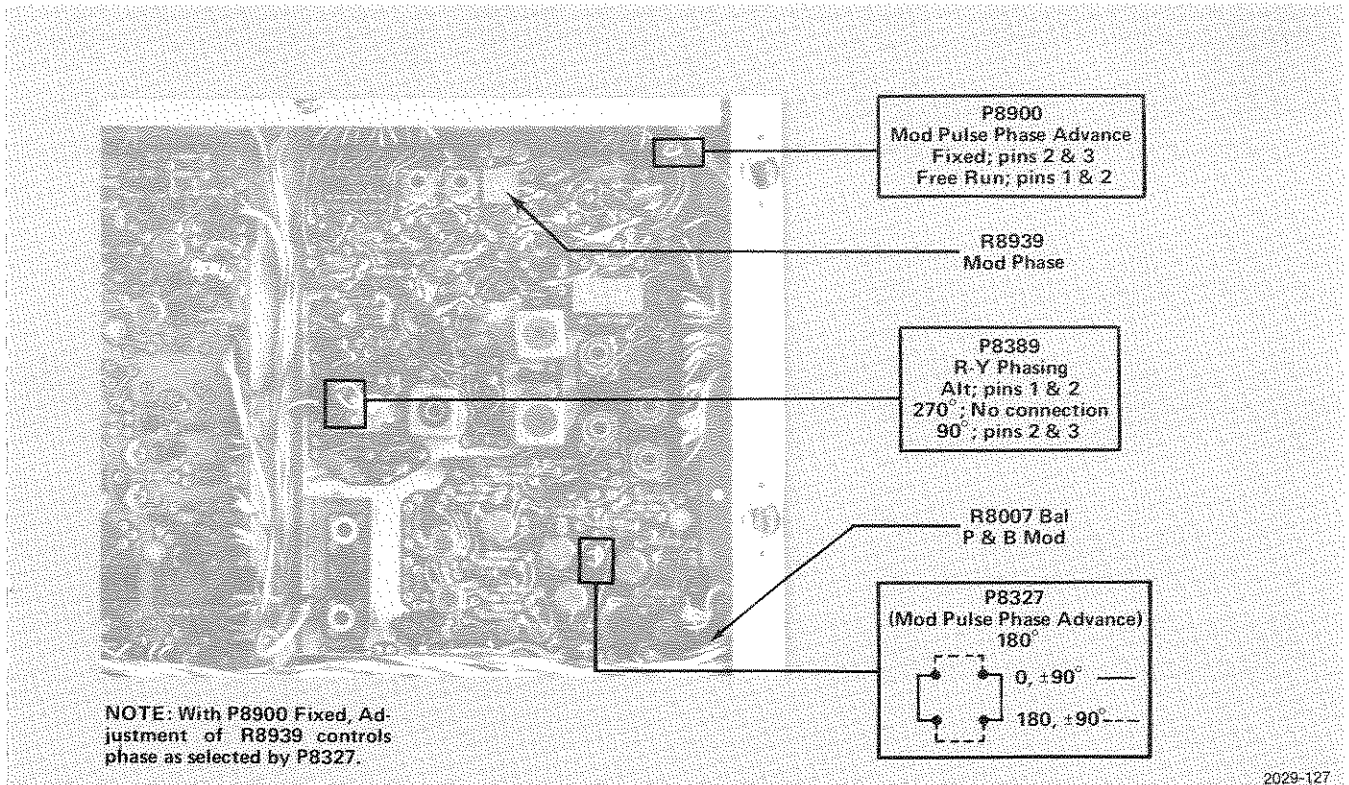 P8900
Mod Pulse Phase Advance
Fixed; pins 2 & 3
Free Run; pins 1 & 2
R8939
Mod Phase
P8389
R-Y Phasing
Alt; pins 1 & 2
270°; No connection
90°; pins 2 & 3
R8007 Bal
P & B Mod
P8327
(Mod Pulse Phase Advance)
180°
0, ±90°
180, ±90°
NOTE: With P8900 Fixed, Ad-
justment of R8939 controls
phase as selected by P8327.
2029-127